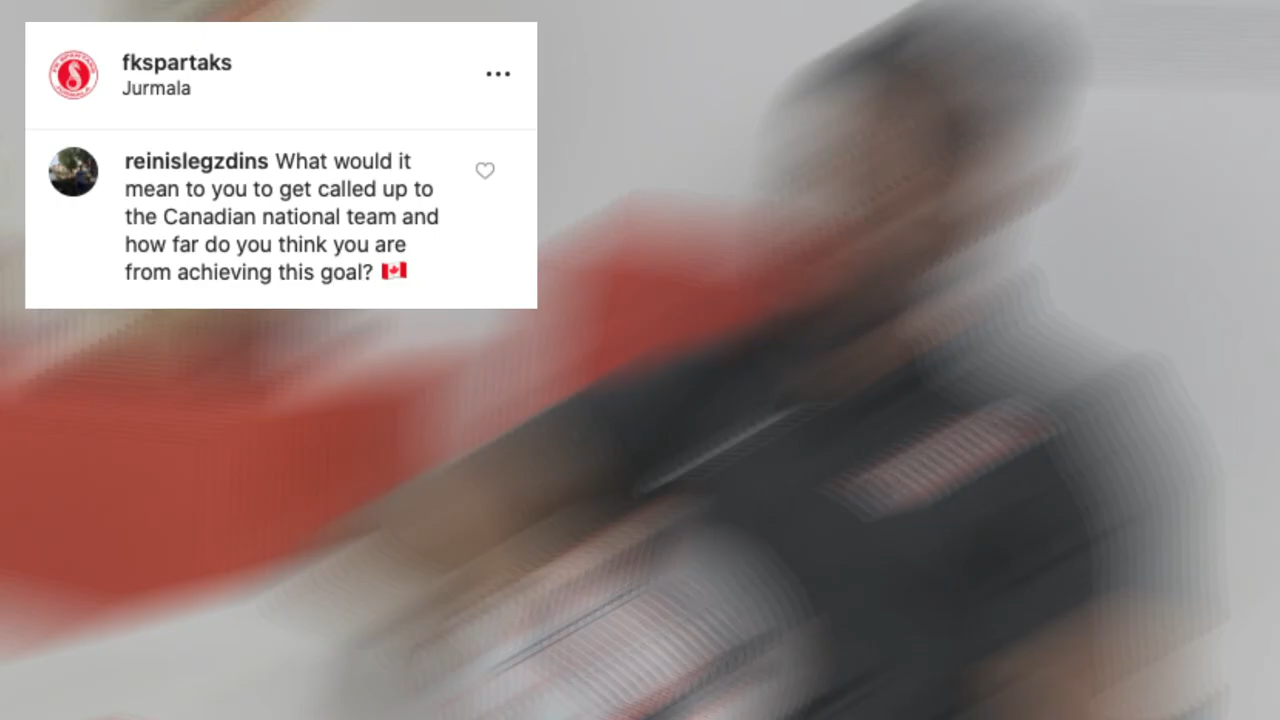 fkspartaks
Jurmala
reinislegzdins What would it
mean to you to get called up to
the Canadian national team and
how far do you think you are
from achieving this goal? 🇨🇦